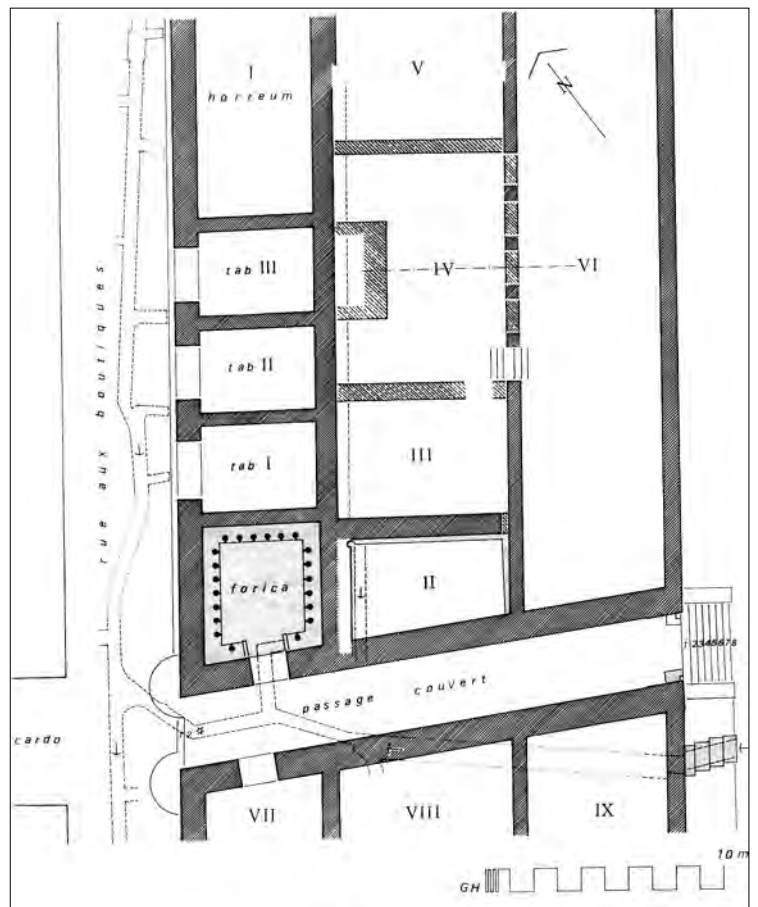 I
horreum
V
N
tab III
IV
VI
tab II
rue aux boutiques
tab I
III
forica
II
passage couvert
12345678
cardo
VII
VIII
IX
10 m
GH